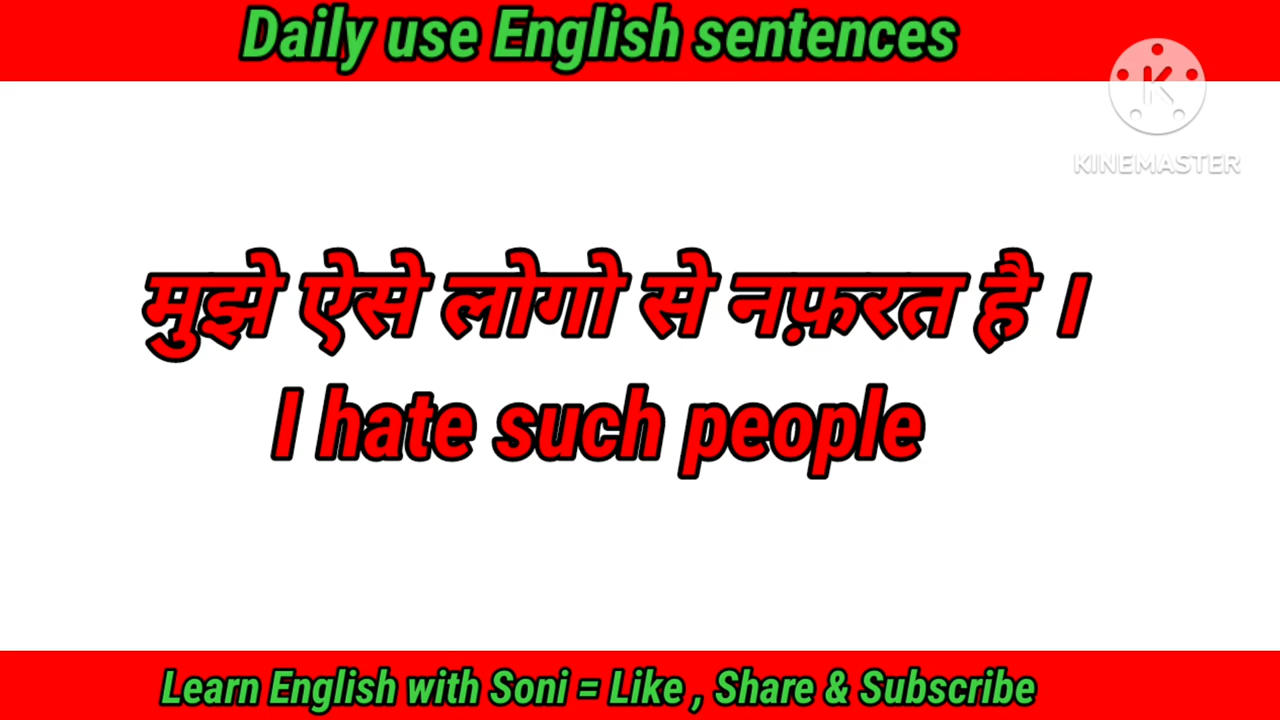 Daily use English sentences
KINEMASTER
मुझे ऐसे लोगो से नफ़रत है ।
I hate such people
Learn English with Soni = Like , Share & Subscribe